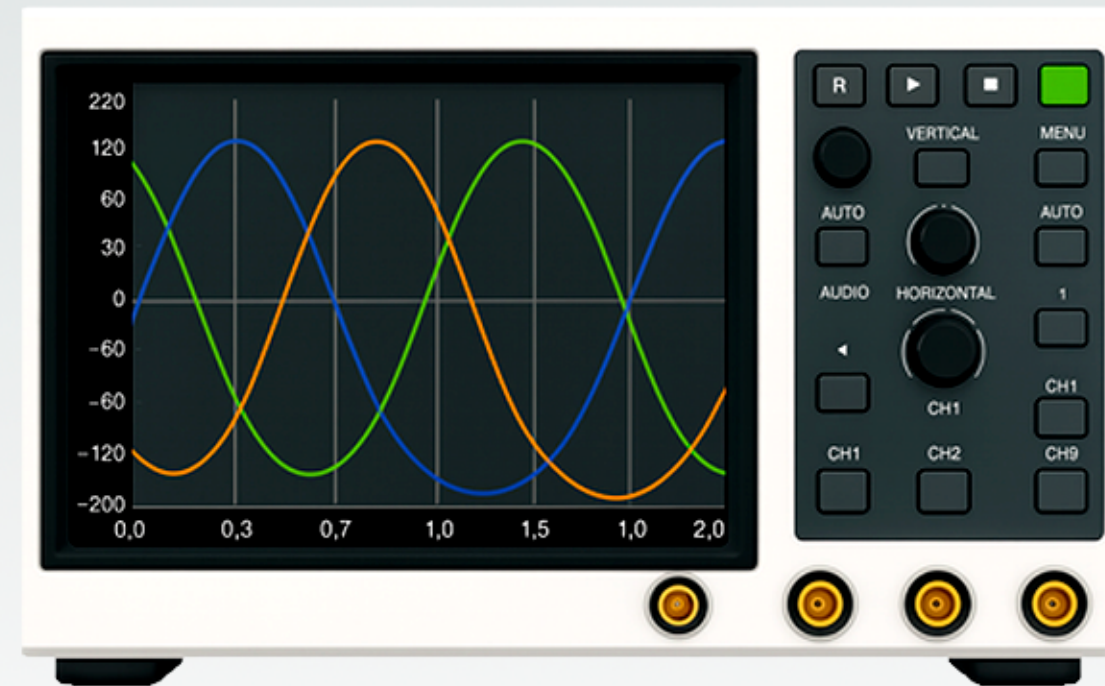 220
120
60
30
0
-60
-60
-120
-200
0,0 0,3 0,7 1,0 1,5 1,0 2,0
R
VERTICAL MENU
AUTO AUTO
AUDIO HORIZONTAL 1
CH1
CH1
CH1 CH2 CH9